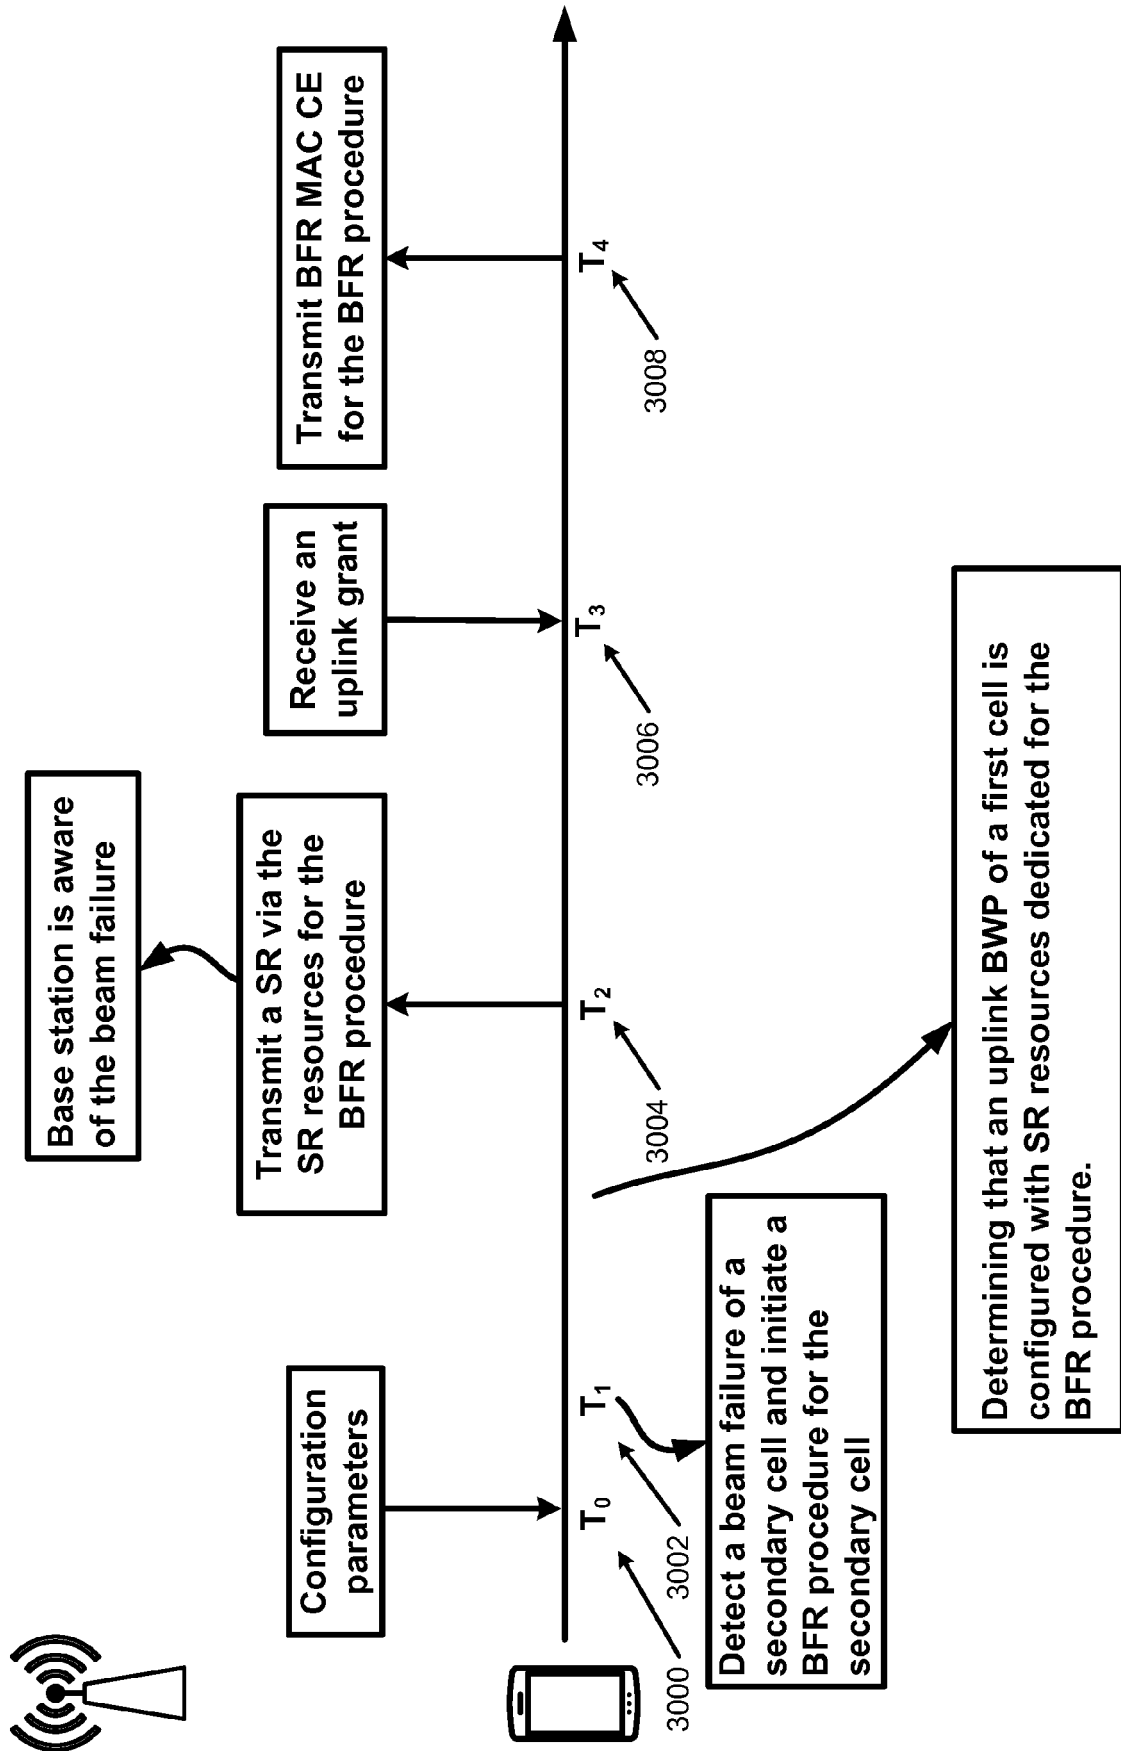 Base station is aware
of the beam failure
Configuration
parameters
Transmit a SR via the
SR resources for the
BFR procedure
Receive an
uplink grant
Transmit BFR MAC CE
for the BFR procedure
T0
T1
T2
T3
T4
3000
3002
3004
3006
3008
Detect a beam failure of a
secondary cell and initiate a
BFR procedure for the
secondary cell
Determining that an uplink BWP of a first cell is
configured with SR resources dedicated for the
BFR procedure.